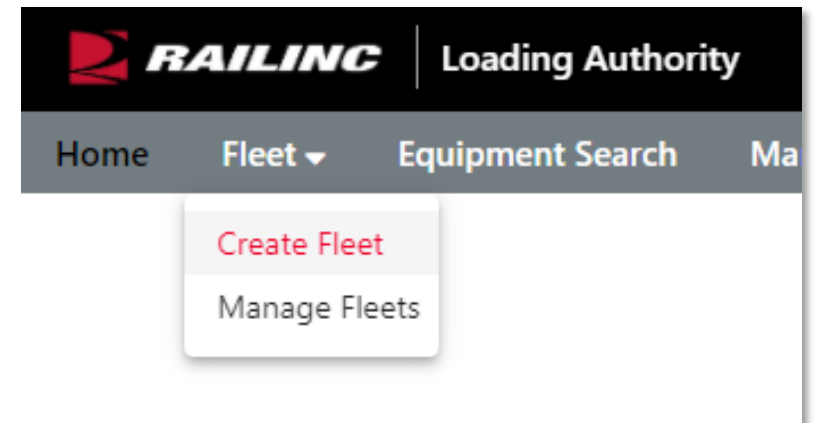 RAILINC Loading Authority
Home Fleet Equipment Search
Create Fleet
Manage Fleets